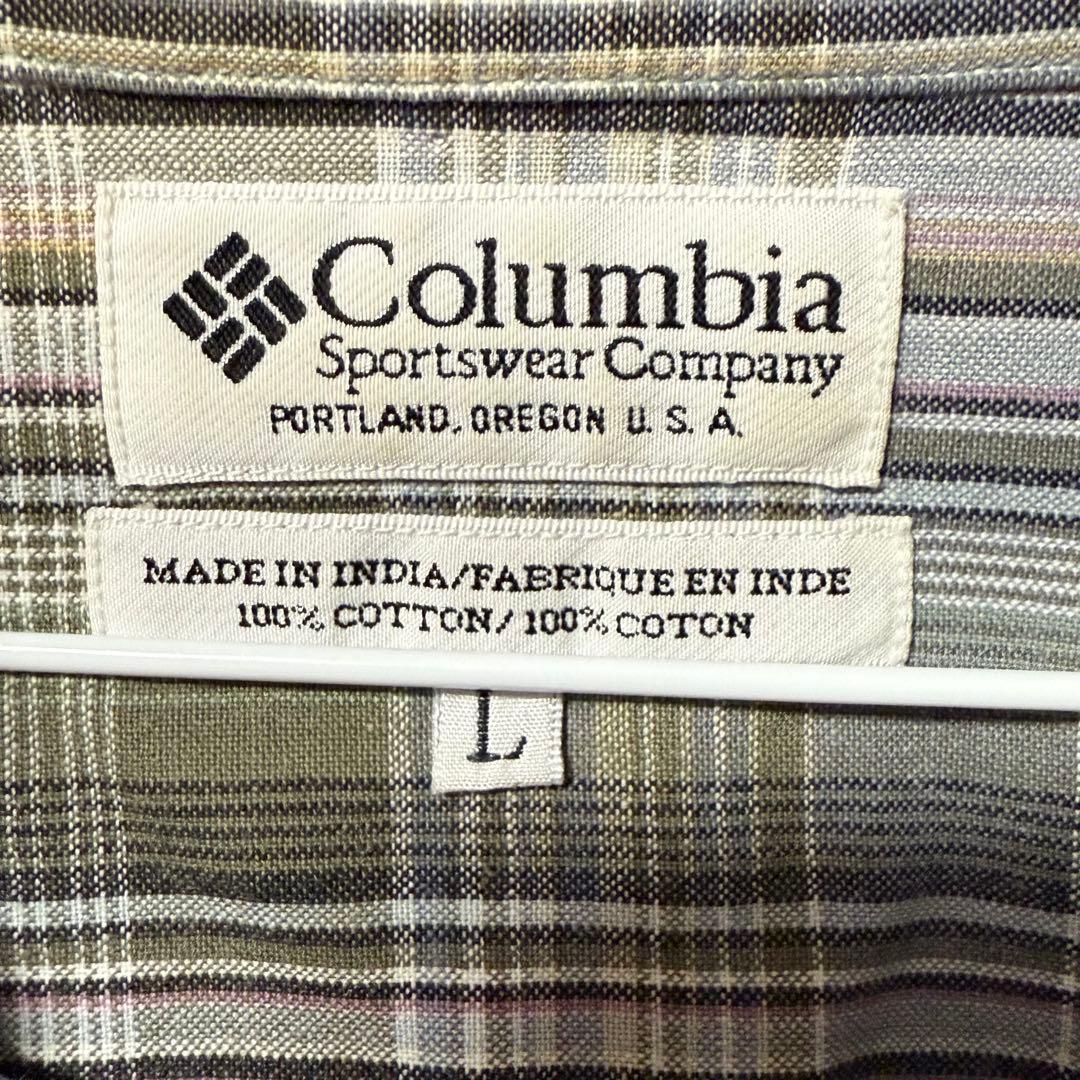 Columbia
Sportswear Company
PORTLAND, OREGON U. S. A.
MADE IN INDIA/FABRIQUE EN INDE
100% COTTON/100% COTON
L